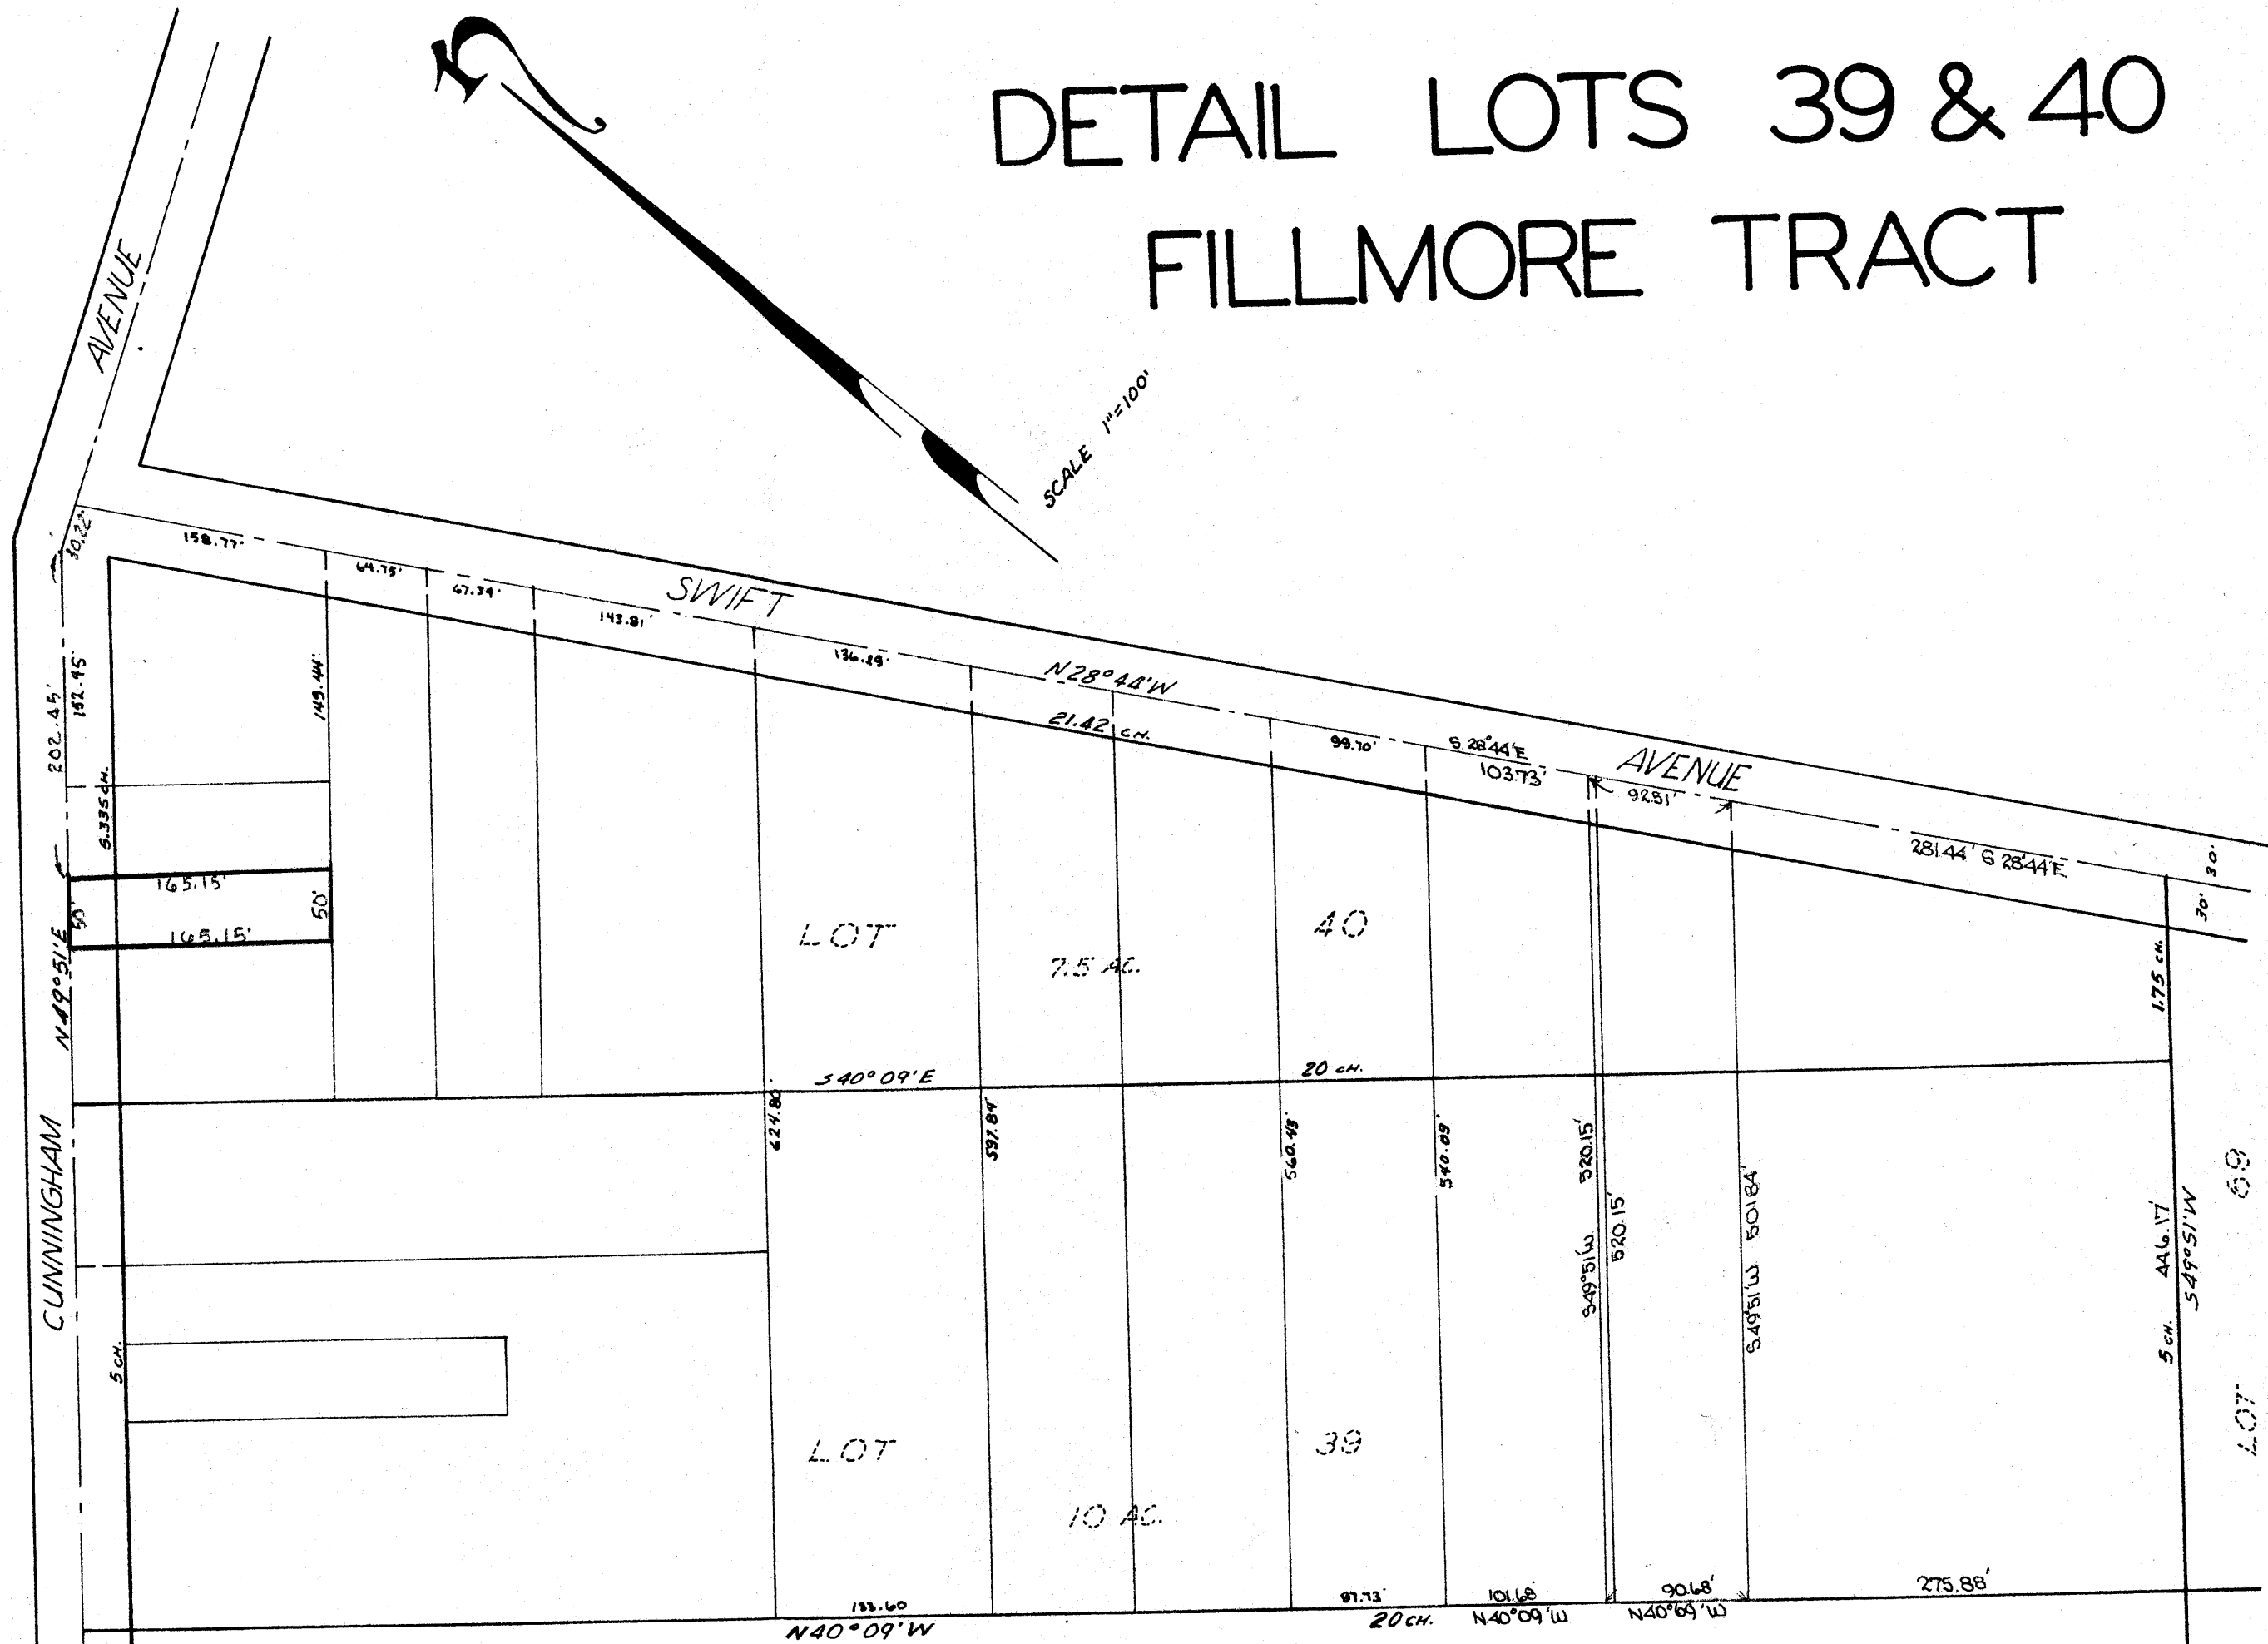 DETAIL LOTS 39 & 40
FILLMORE TRACT
SCALE 1"=100'
AVENUE
30.22'
158.77'
64.75'
67.34'
SWIFT
143.81'
136.29'
N28°44'W
21.42 CH.
99.70'
S 28°44'E
103.73'
AVENUE
92.51'
281.44' S 28°44'E
30'
30'
202.45'
152.45'
149.44'
5.335 CH.
165.15'
50'
50'
165.15'
N49°51'E
LOT
40
7.5 AC.
1.75 CH.
S40°09'E
20 CH.
CUNNINGHAM
624.80'
597.84'
560.43'
540.09'
S49°51'W 520.15'
520.15'
S49°51'W 501.84'
446.17'
S49°51'W
5 CH.
5 CH.
LOT 69
LOT
39
10 AC.
133.60
N40°09'W
97.73'
20 CH.
101.68'
N40°09'W
90.68'
N40°69'W
275.88'